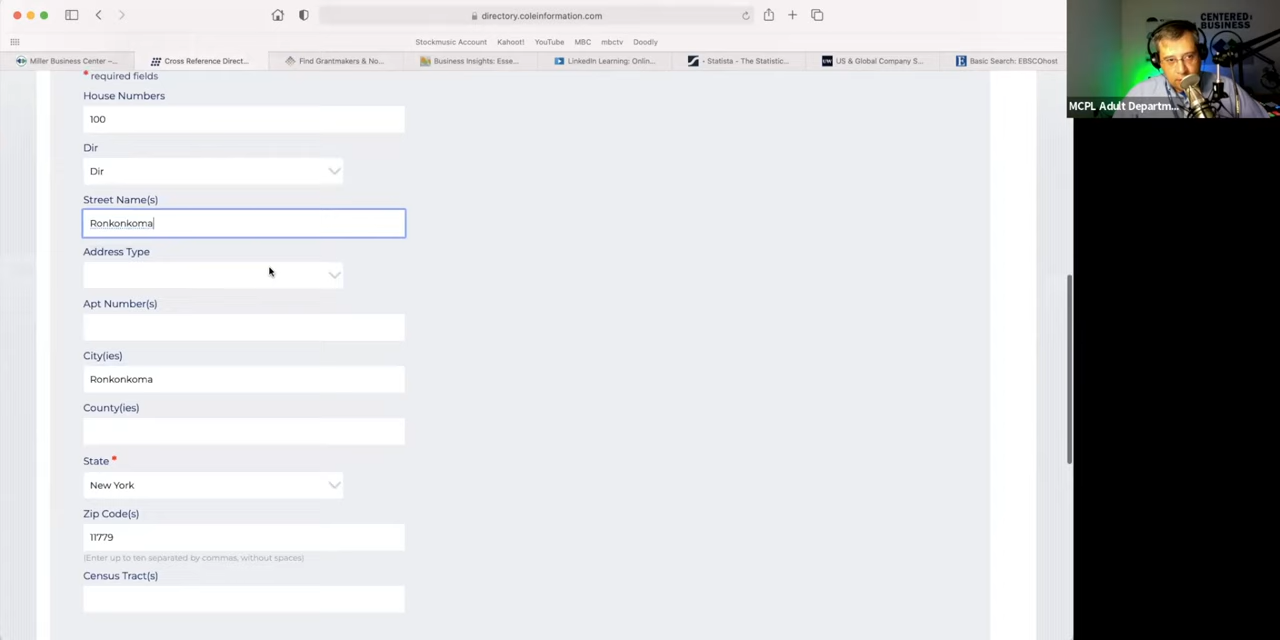 directory.coleinformation.com
Stockmusic Account Kahoot! YouTube MBC mbctv Doodly
Miller Business Center –... Cross Reference Direct... Find Grantmakers & No... Business Insights: Esse... LinkedIn Learning: Onlin... - Statista - The Statistic... US & Global Company S... Basic Search: EBSCOhost
CENTERED:
BUSINESS
MCPL Adult Departm...
* required fields
House Numbers
100
Dir
Dir
Street Name(s)
Ronkonkoma
Address Type
Apt Number(s)
City(ies)
Ronkonkoma
County(ies)
State *
New York
Zip Code(s)
11779
(Enter up to ten separated by commas, without spaces)
Census Tract(s)